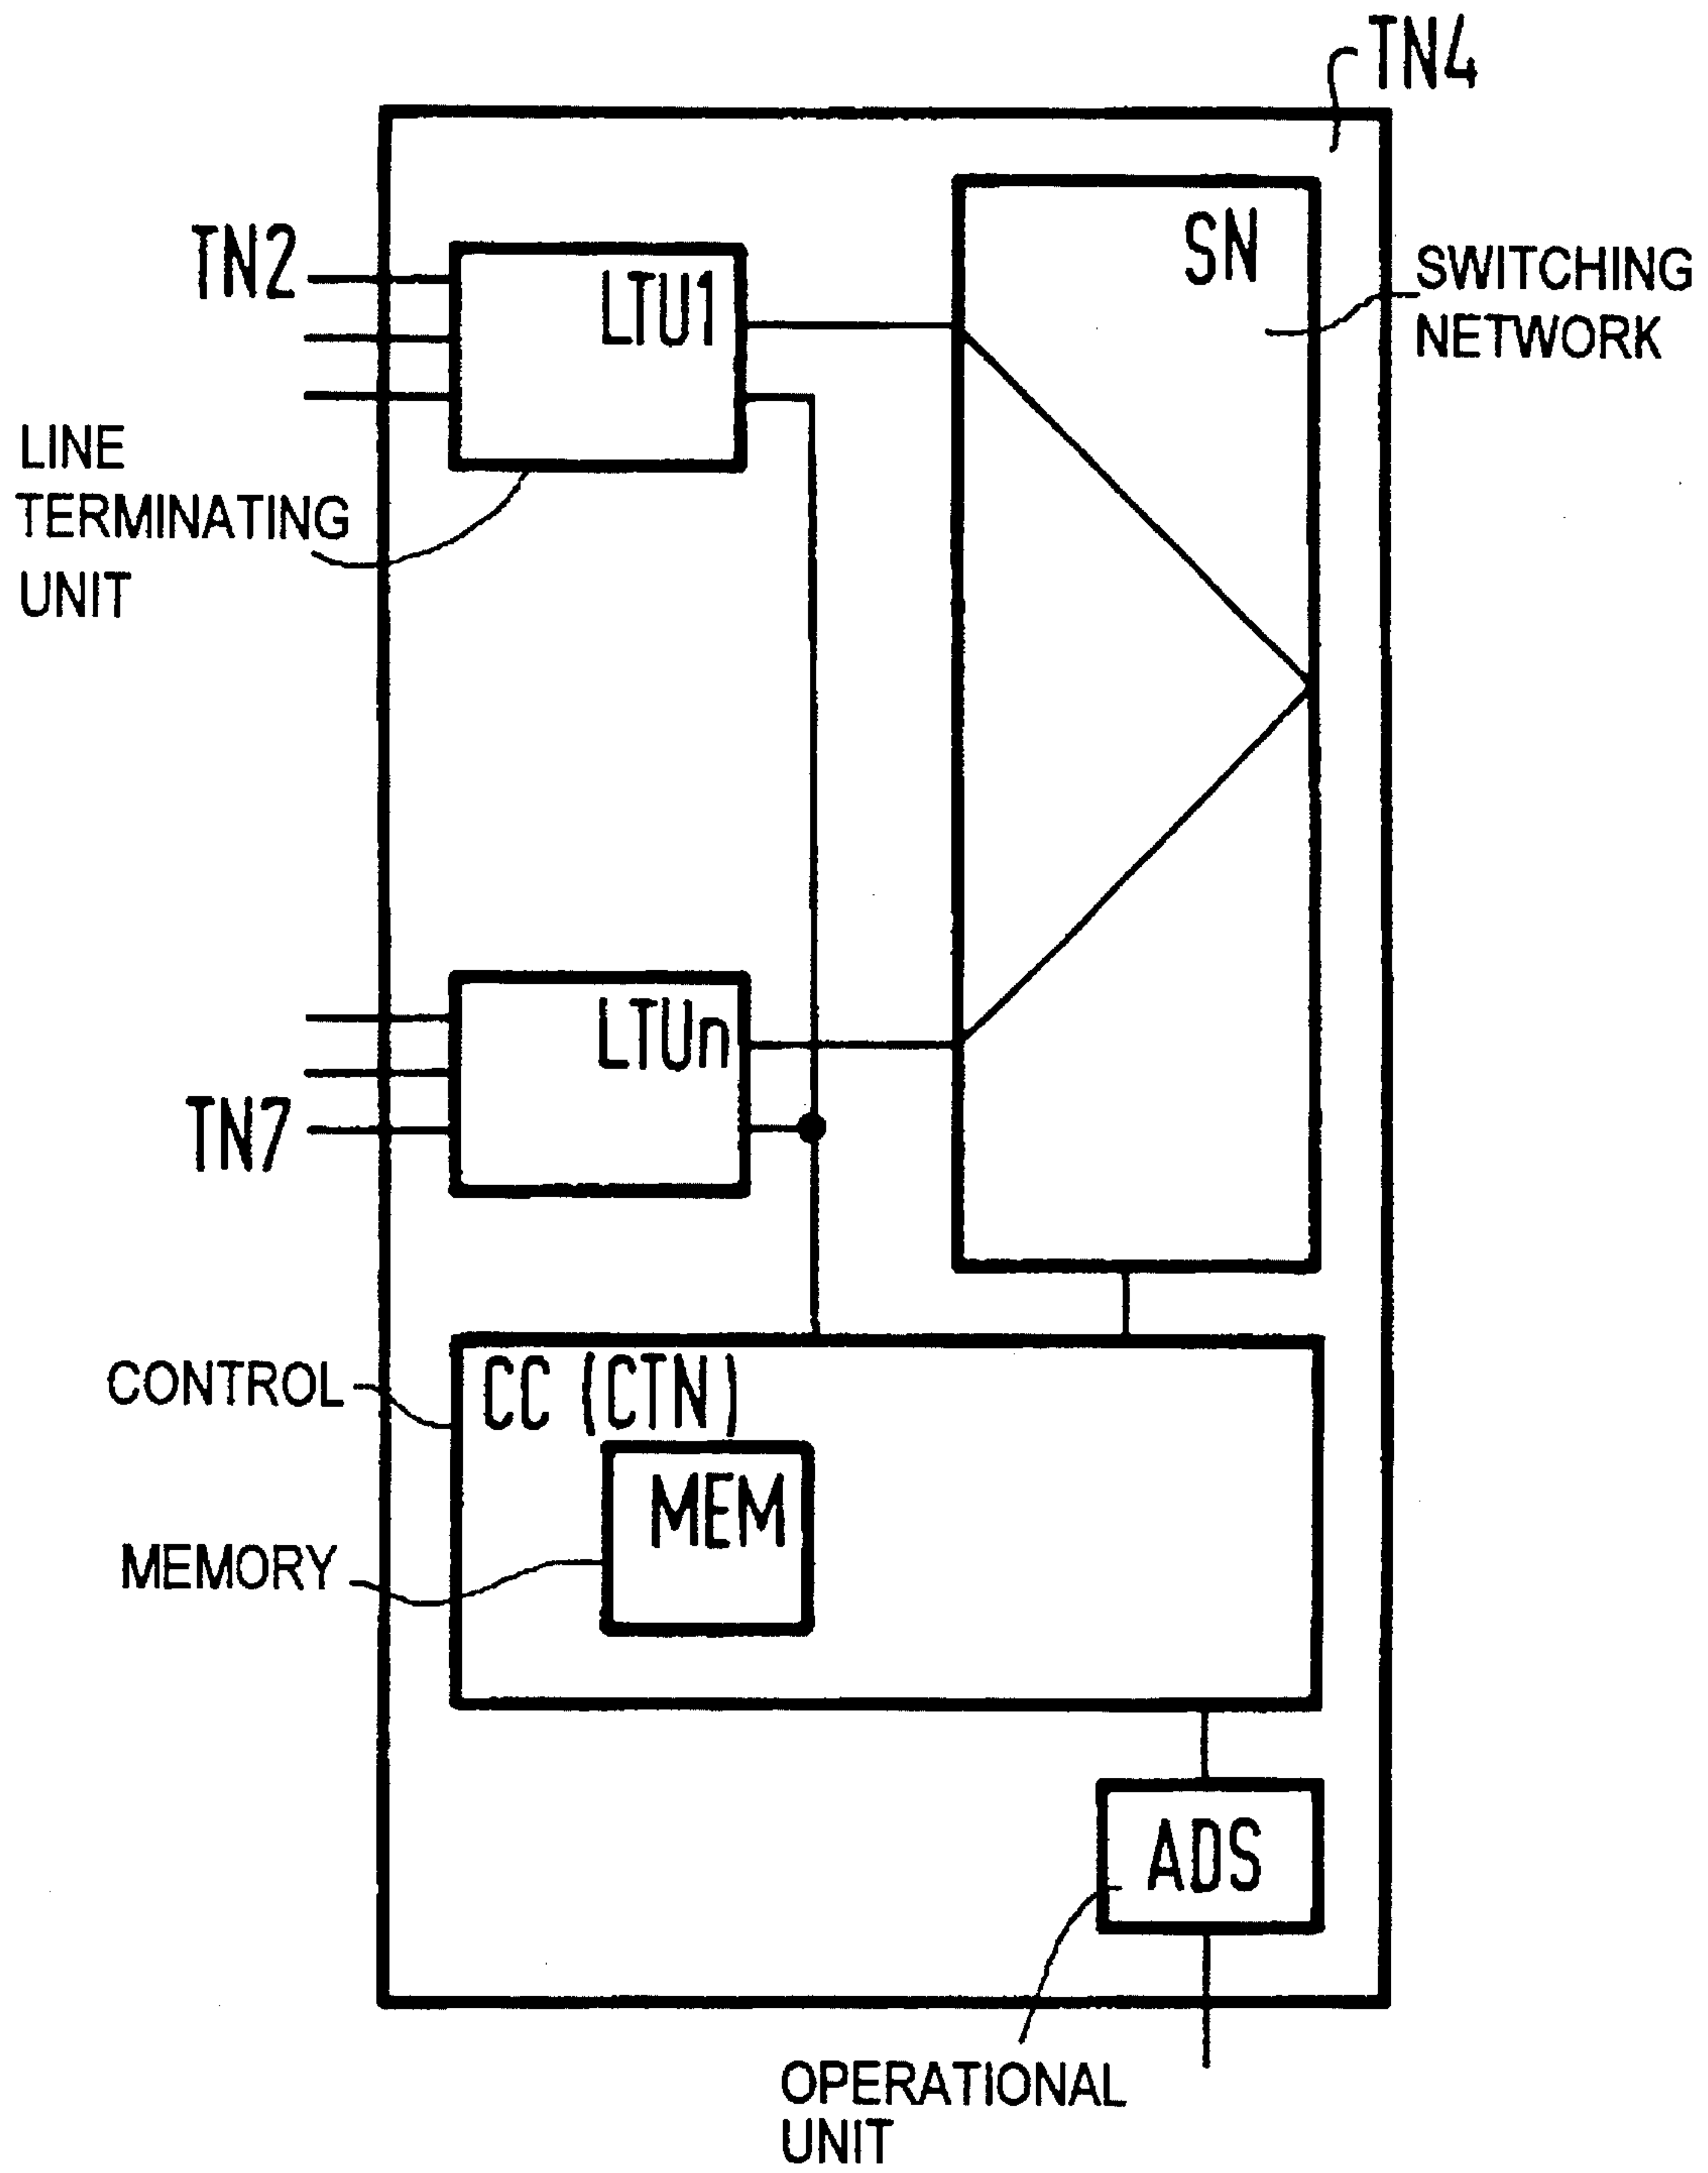 TN4
SN
TN2
LTU1
SWITCHING
NETWORK
LINE
TERMINATING
UNIT
LTUn
TN7
CONTROL
CC (CTN)
MEM
MEMORY
ADS
OPERATIONAL
UNIT